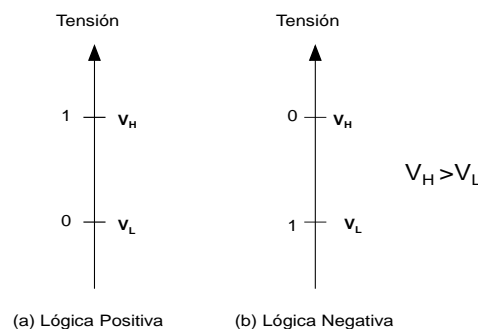 Tensión
1
V_H
0
V_L
(a) Lógica Positiva
Tensión
0
V_H
1
V_L
(b) Lógica Negativa
V_H >V_L